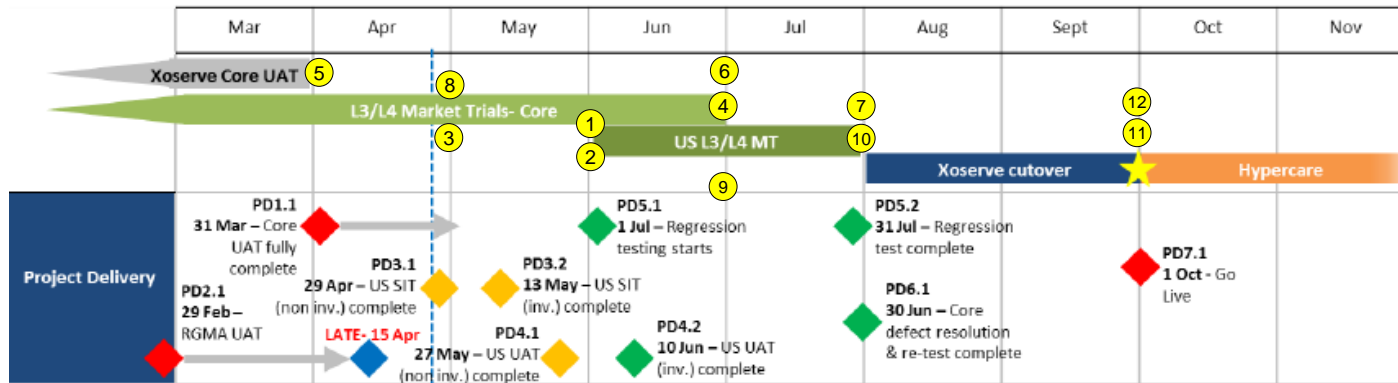 Mar Apr May Jun Jul Aug Sept Oct Nov
Xoserve Core UAT 5
6
8
L3/L4 Market Trials- Core
4
7
12
3
1
2
US L3/L4 MT
10
11
Xoserve cutover
Hypercare
9
Project Delivery
PD1.1
31 Mar – Core
UAT fully
complete
PD2.1
29 Feb –
RGMA UAT
LATE- 15 Apr
PD3.1
29 Apr – US SIT
(non inv.) complete
PD3.2
13 May – US SIT
(inv.) complete
PD4.1
27 May – US UAT
(non inv.) complete
PD4.2
10 Jun – US UAT
(inv.) complete
PD5.1
1 Jul – Regression
testing starts
PD5.2
31 Jul – Regression
test complete
PD6.1
30 Jun – Core
defect resolution
& re-test complete
PD7.1
1 Oct - Go
Live